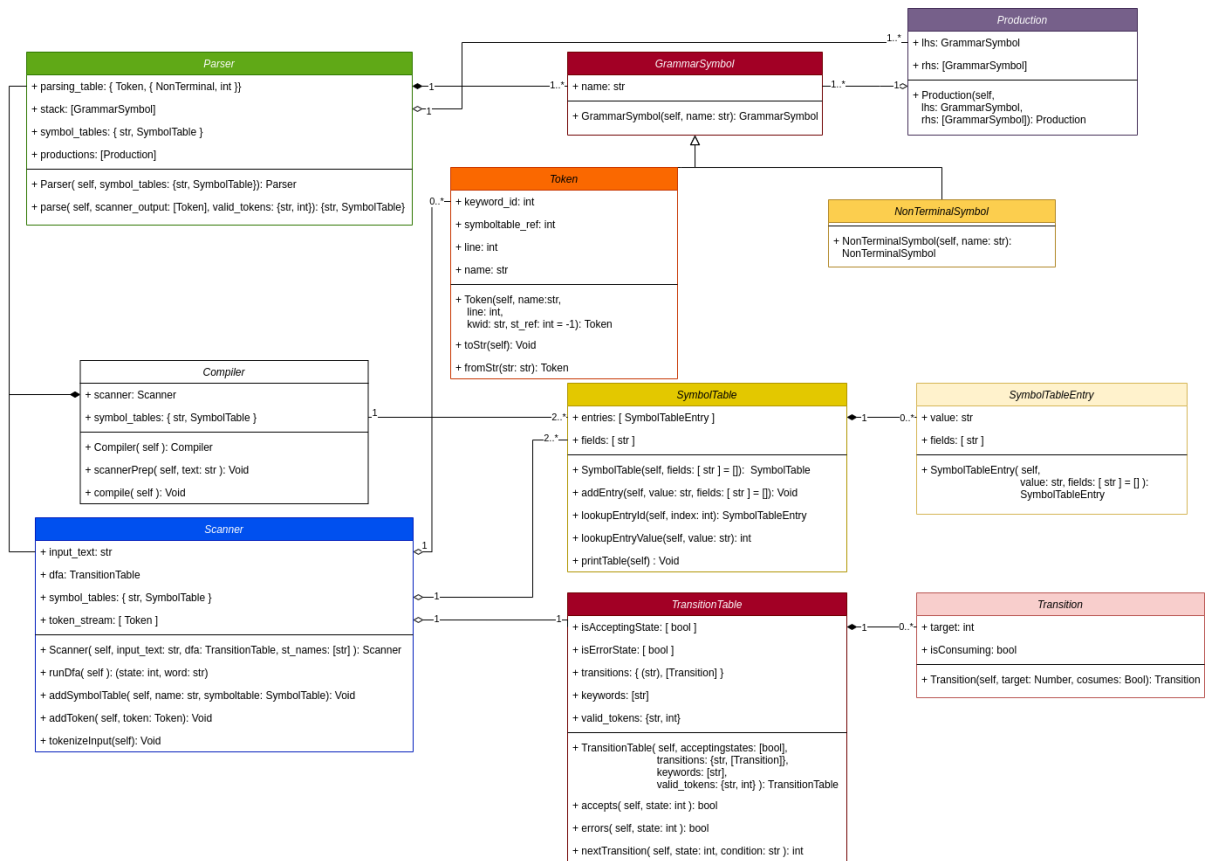 Production
+ lhs: GrammarSymbol
+ rhs: [GrammarSymbol]
+ Production(self,
lhs: GrammarSymbol,
rhs: [GrammarSymbol]): Production
1..*
1
Parser
+ parsing_table: { Token, { NonTerminal, int }}
+ stack: [GrammarSymbol]
+ symbol_tables: { str, SymbolTable }
+ productions: [Production]
+ Parser( self, symbol_tables: {str, SymbolTable}): Parser
+ parse( self, scanner_output: [Token], valid_tokens: {str, int}): {str, SymbolTable}
1
1
1..*
GrammarSymbol
+ name: str
+ GrammarSymbol(self, name: str): GrammarSymbol
1..*
Token
+ keyword_id: int
+ symboltable_ref: int
+ line: int
+ name: str
+ Token(self, name:str,
line: int,
kwid: str, st_ref: int = -1): Token
+ toStr(self): Void
+ fromStr(str: str): Token
0..*
NonTerminalSymbol
+ NonTerminalSymbol(self, name: str):
NonTerminalSymbol
Compiler
+ scanner: Scanner
+ symbol_tables: { str, SymbolTable }
+ Compiler( self ): Compiler
+ scannerPrep( self, text: str ): Void
+ compile( self ): Void
1
2..*
2..*
SymbolTable
+ entries: [ SymbolTableEntry ]
+ fields: [ str ]
+ SymbolTable(self, fields: [ str ] = []): SymbolTable
+ addEntry(self, value: str, fields: [ str ] = []): Void
+ lookupEntryId(self, index: int): SymbolTableEntry
+ lookupEntryValue(self, value: str): int
+ printTable(self) : Void
1
0..*
SymbolTableEntry
+ value: str
+ fields: [ str ]
+ SymbolTableEntry( self,
value: str, fields: [ str ] = [] ):
SymbolTableEntry
Scanner
+ input_text: str
+ dfa: TransitionTable
+ symbol_tables: { str, SymbolTable }
+ token_stream: [ Token ]
+ Scanner( self, input_text: str, dfa: TransitionTable, st_names: [str] ): Scanner
+ runDfa( self ): (state: int, word: str)
+ addSymbolTable( self, name: str, symboltable: SymbolTable): Void
+ addToken( self, token: Token): Void
+ tokenizeInput(self): Void
1
1
1
1
TransitionTable
+ isAcceptingState: [ bool ]
+ isErrorState: [ bool ]
+ transitions: { (str), [Transition] }
+ keywords: [str]
+ valid_tokens: {str, int}
+ TransitionTable( self, acceptingstates: [bool],
transitions: {str, [Transition]},
keywords: [str],
valid_tokens: {str, int} ): TransitionTable
+ accepts( self, state: int ): bool
+ errors( self, state: int ): bool
+ nextTransition( self, state: int, condition: str ): int
1
0..*
Transition
+ target: int
+ isConsuming: bool
+ Transition(self, target: Number, cosumes: Bool): Transition